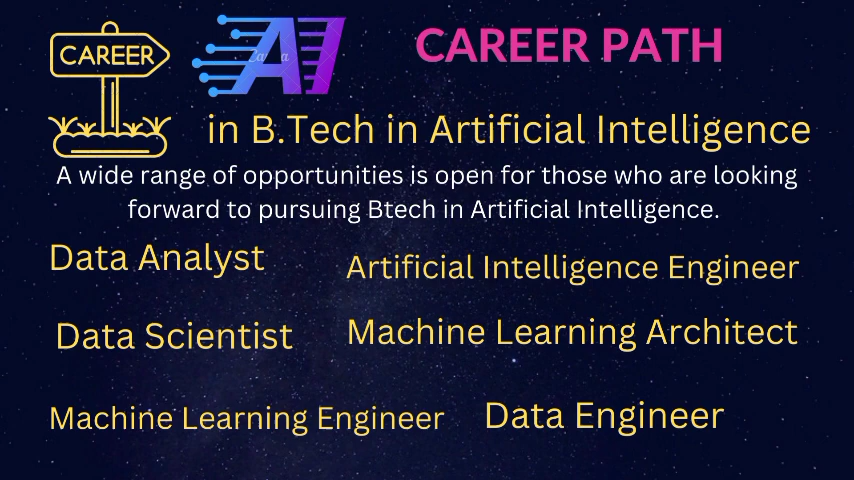 CAREER
AI
CAREER PATH
in B.Tech in Artificial Intelligence
A wide range of opportunities is open for those who are looking
forward to pursuing Btech in Artificial Intelligence.
Data Analyst
Artificial Intelligence Engineer
Data Scientist
Machine Learning Architect
Machine Learning Engineer
Data Engineer